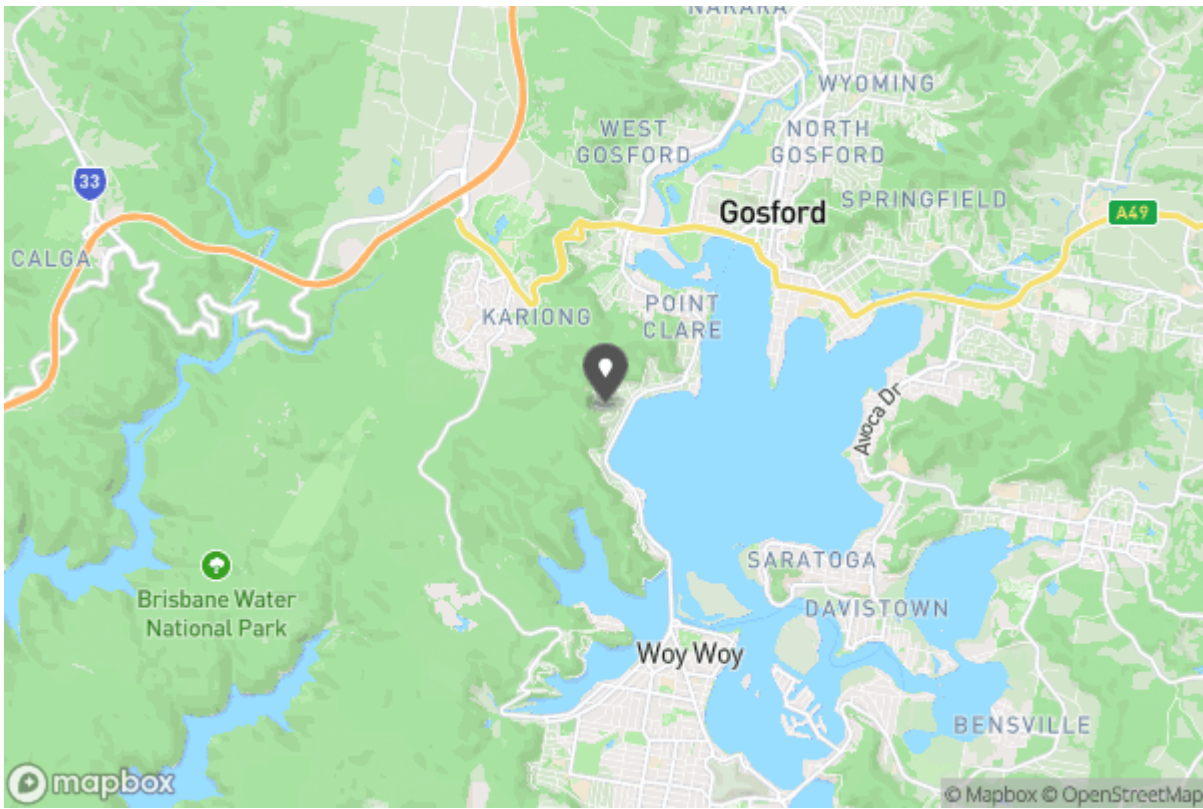 NARARA
WYOMING
WEST
GOSFORD
NORTH
GOSFORD
33
SPRINGFIELD
Gosford
A49
CALGA
POINT
CLARE
KARIONG
Avoca Dr
SARATOGA
Brisbane Water
National Park
DAVISTOWN
Woy Woy
BENSVILLE
mapbox
© Mapbox © OpenStreetMap